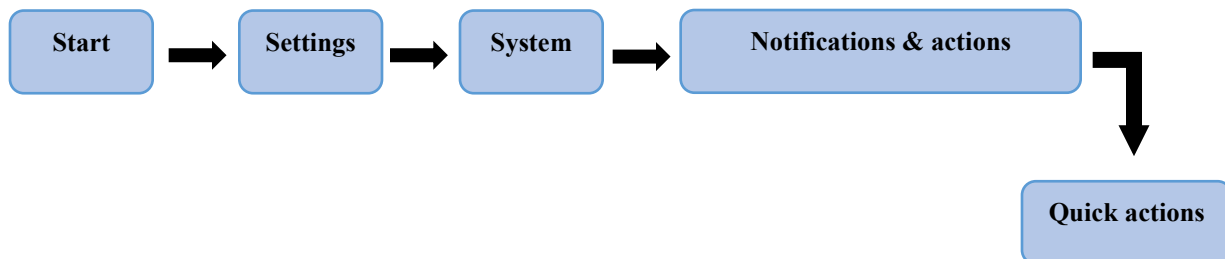 Start
Settings
System
Notifications & actions
Quick actions